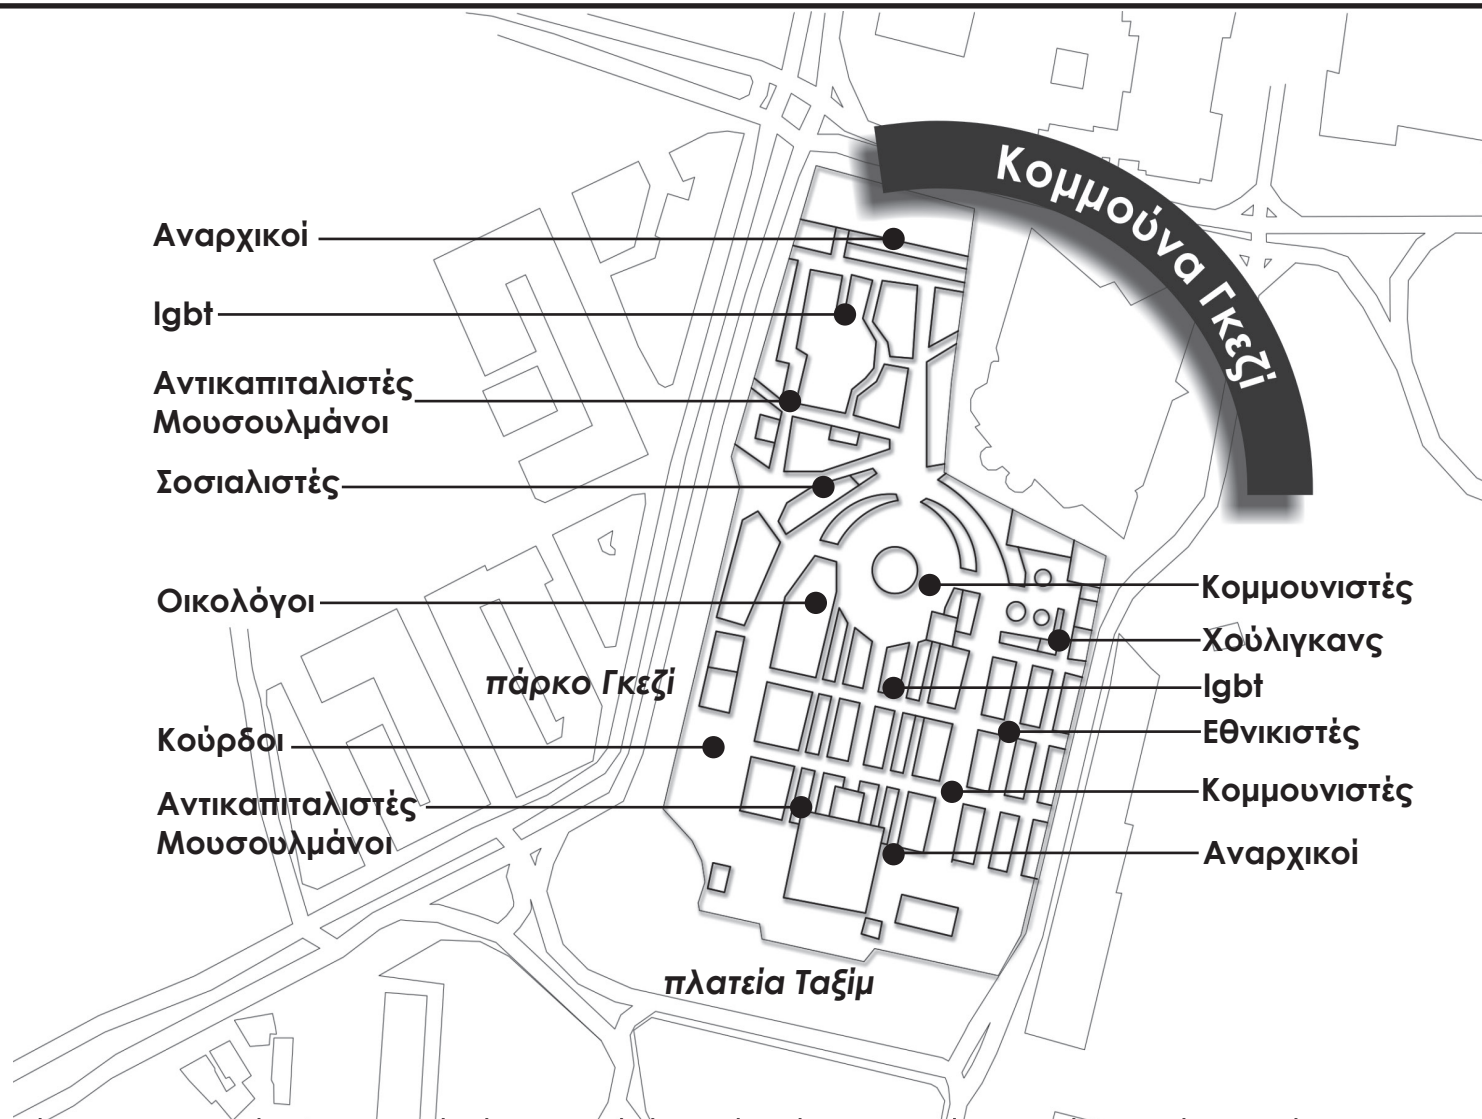 Κομμούνα Γκεζί
Αναρχικοί
lgbt
Αντικαπιταλιστές
Μουσουλμάνοι
Σοσιαλιστές
Οικολόγοι
πάρκο Γκεζί
Κούρδοι
Αντικαπιταλιστές
Μουσουλμάνοι
Κομμουνιστές
Χούλιγκανς
lgbt
Εθνικιστές
Κομμουνιστές
Αναρχικοί
πλατεία Ταξίμ